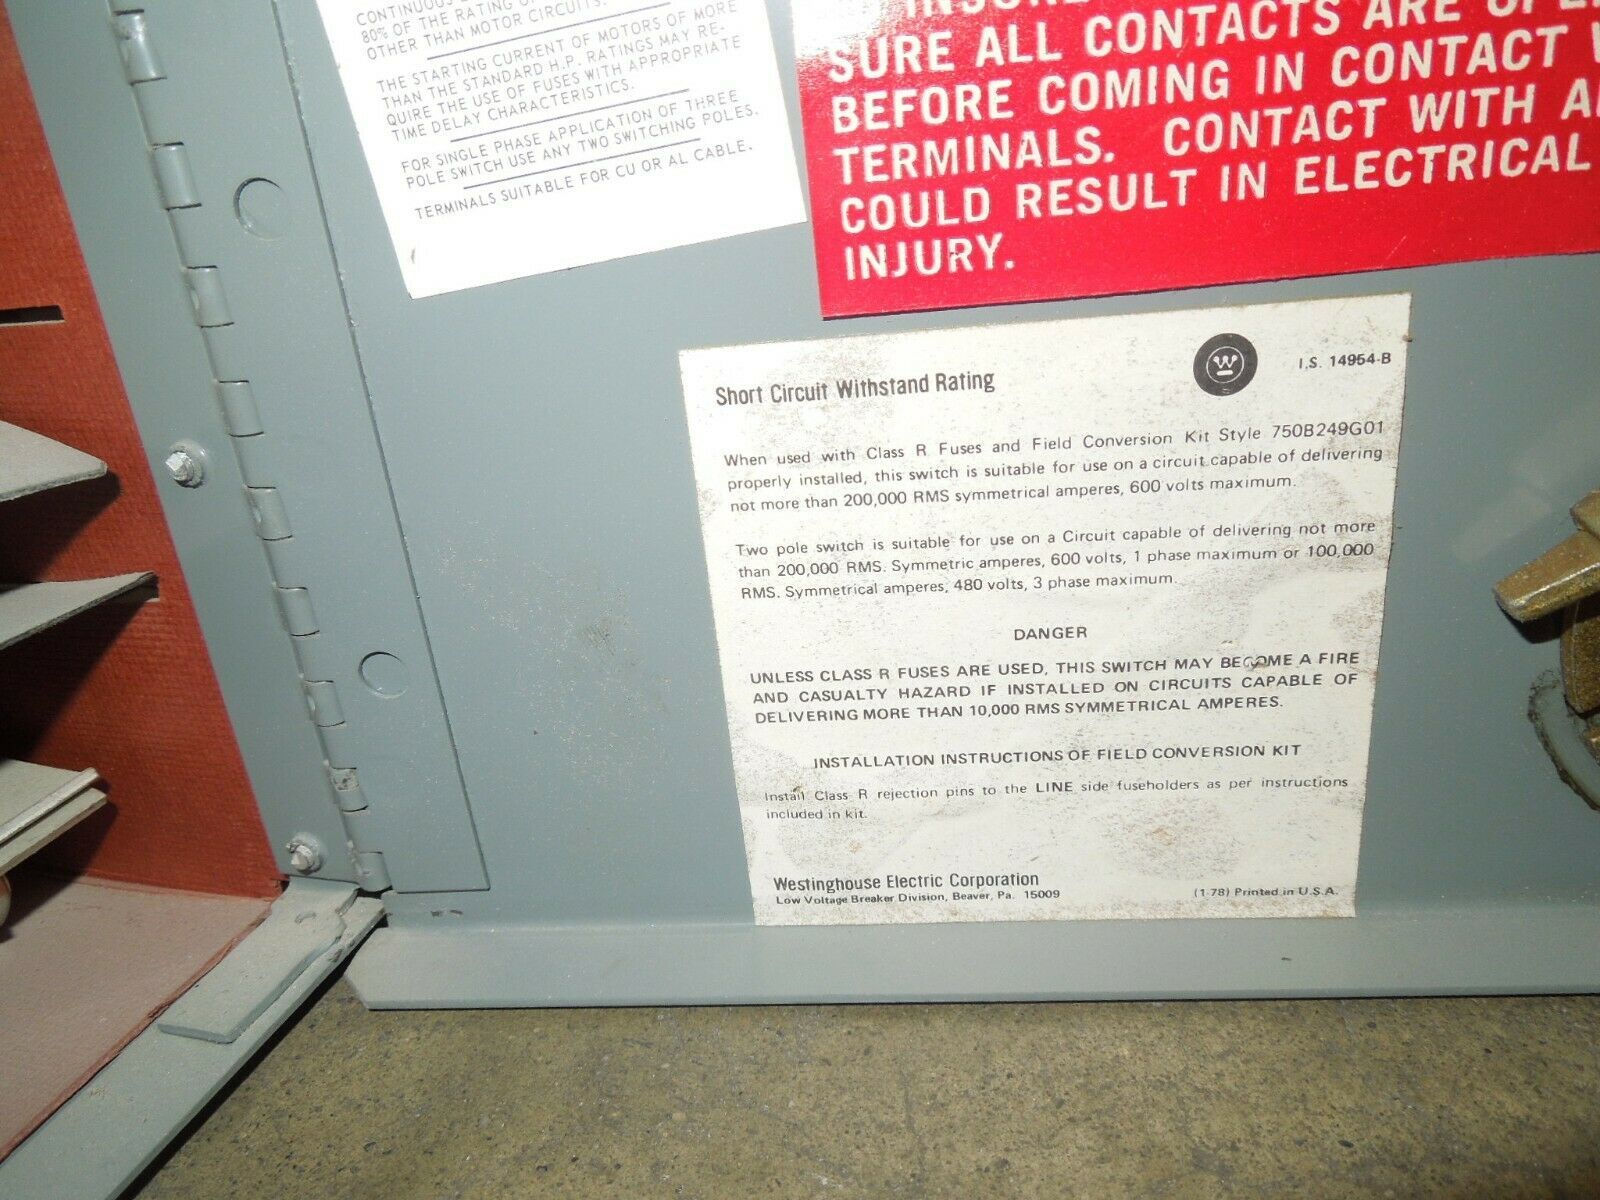 CONTINUOUS
80% OF THE RATING OF
OTHER THAN MOTOR CIRCUITS.
THE STARTING CURRENT OF MOTORS OF MORE
THAN THE STANDARD H.P. RATINGS MAY RE-
QUIRE THE USE OF FUSES WITH APPROPRIATE
TIME DELAY CHARACTERISTICS.
FOR SINGLE PHASE APPLICATION OF THREE
POLE SWITCH USE ANY TWO SWITCHING POLES.
TERMINALS SUITABLE FOR CU OR AL CABLE.
SURE ALL CONTACTS ARE
BEFORE COMING IN CONTACT
TERMINALS. CONTACT WITH
COULD RESULT IN ELECTRICAL
INJURY.
Short Circuit Withstand Rating
W
I.S. 14954-B
When used with Class R Fuses and Field Conversion Kit Style 750B249G01
properly installed, this switch is suitable for use on a circuit capable of delivering
not more than 200,000 RMS symmetrical amperes, 600 volts maximum.
Two pole switch is suitable for use on a Circuit capable of delivering not more
than 200,000 RMS. Symmetric amperes, 600 volts, 1 phase maximum or 100,000
RMS. Symmetrical amperes, 480 volts, 3 phase maximum.
DANGER
UNLESS CLASS R FUSES ARE USED, THIS SWITCH MAY BECOME A FIRE
AND CASUALTY HAZARD IF INSTALLED ON CIRCUITS CAPABLE OF
DELIVERING MORE THAN 10,000 RMS SYMMETRICAL AMPERES.
INSTALLATION INSTRUCTIONS OF FIELD CONVERSION KIT
Install Class R rejection pins to the LINE side fuseholders as per instructions
included in kit.
Westinghouse Electric Corporation
Low Voltage Breaker Division, Beaver, Pa. 15009
(1-78) Printed in U.S.A.